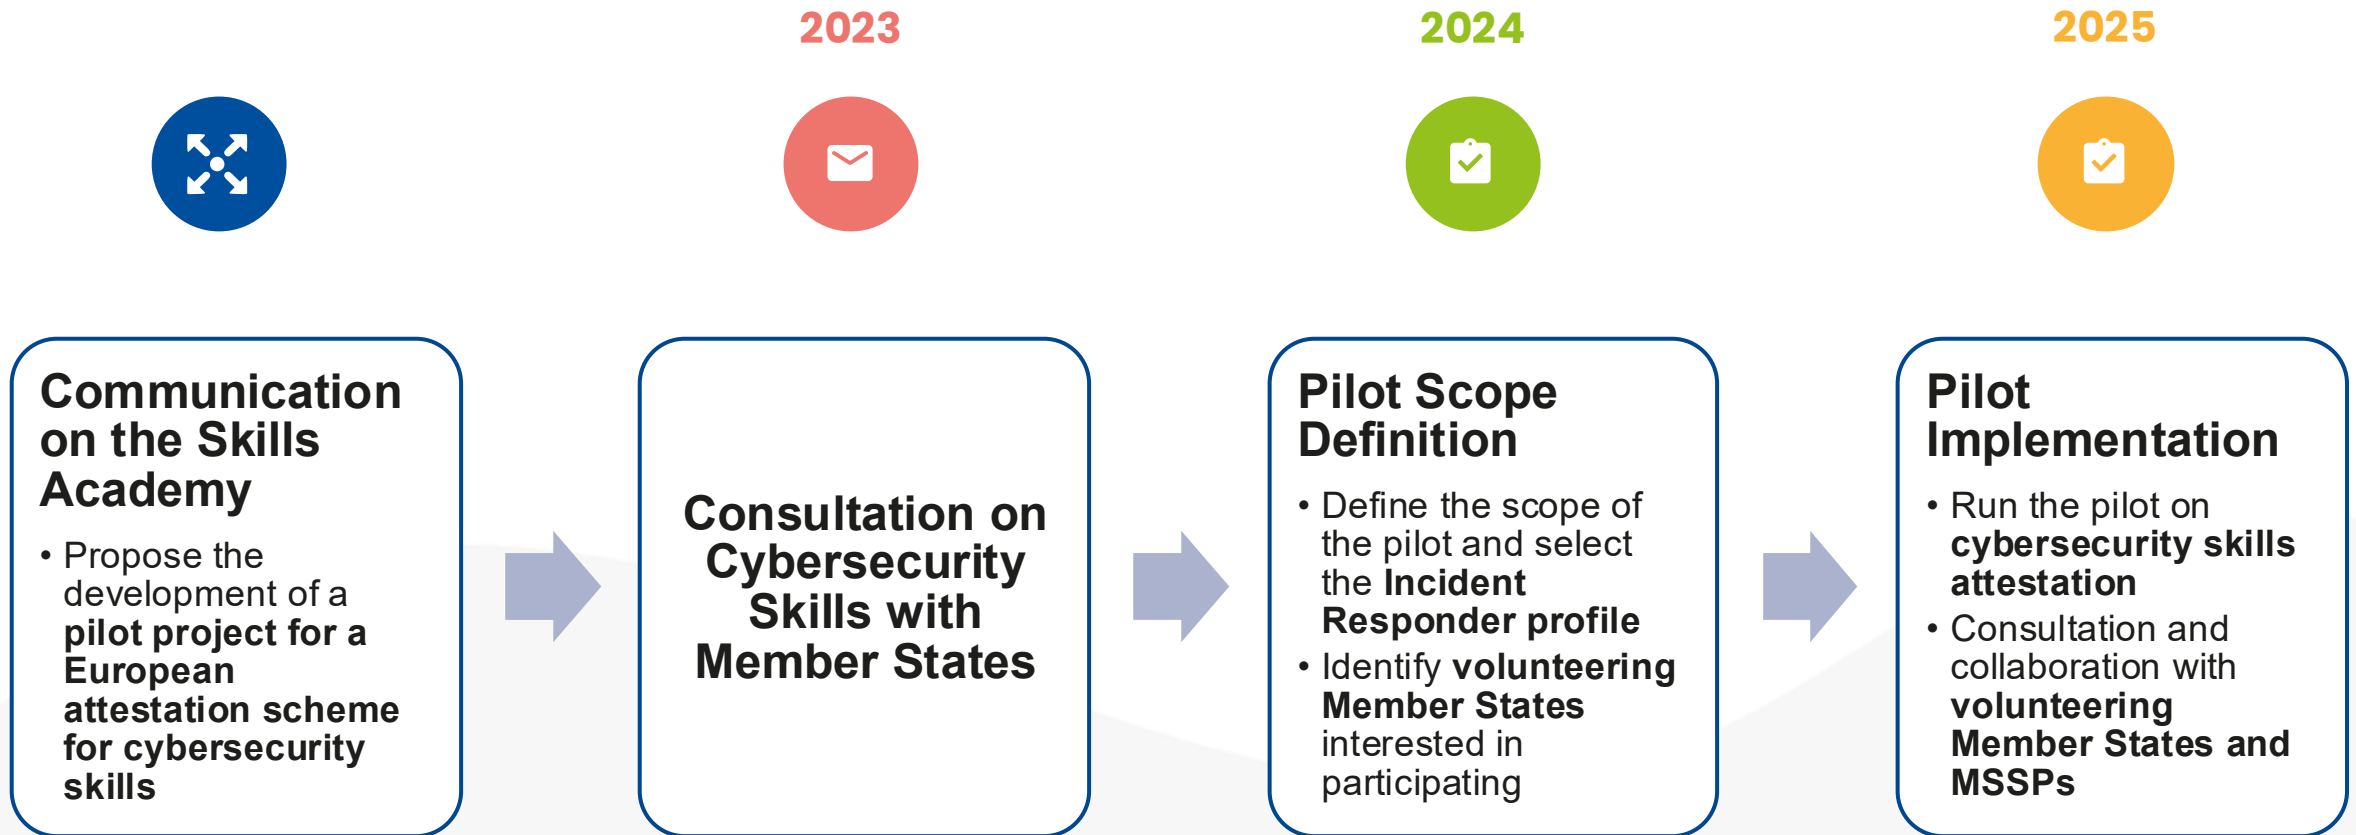 2023
2024
2025
Communication
on the Skills
Academy
• Propose the
development of a
pilot project for a
European
attestation scheme
for cybersecurity
skills
Consultation on
Cybersecurity
Skills with
Member States
Pilot Scope
Definition
• Define the scope of
the pilot and select
the Incident
Responder profile
• Identify volunteering
Member States
interested in
participating
Pilot
Implementation
• Run the pilot on
cybersecurity skills
attestation
• Consultation and
collaboration with
volunteering
Member States and
MSSPs